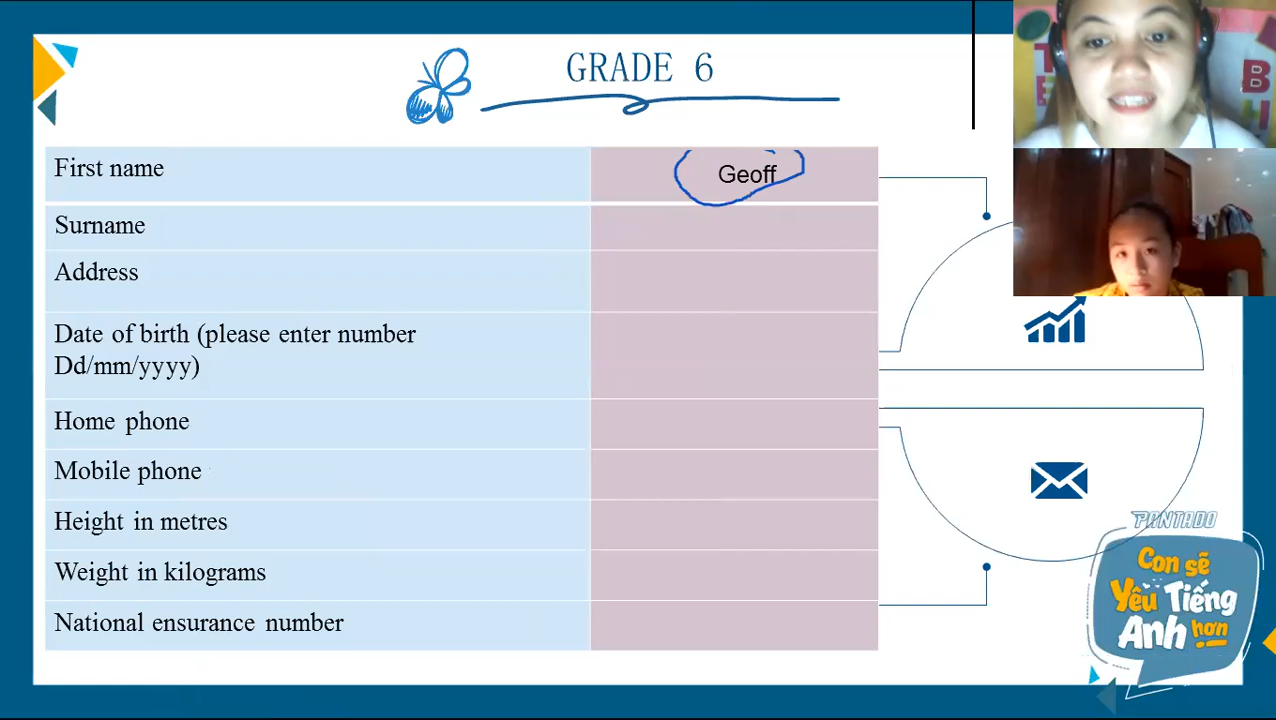 GRADE 6
First name
Geoff
Surname
Address
Date of birth (please enter number
Dd/mm/yyyy)
Home phone
Mobile phone
Height in metres
Weight in kilograms
National ensurance number
PANTADO
Con sẽ
Yêu Tiếng
Anh hơn
B